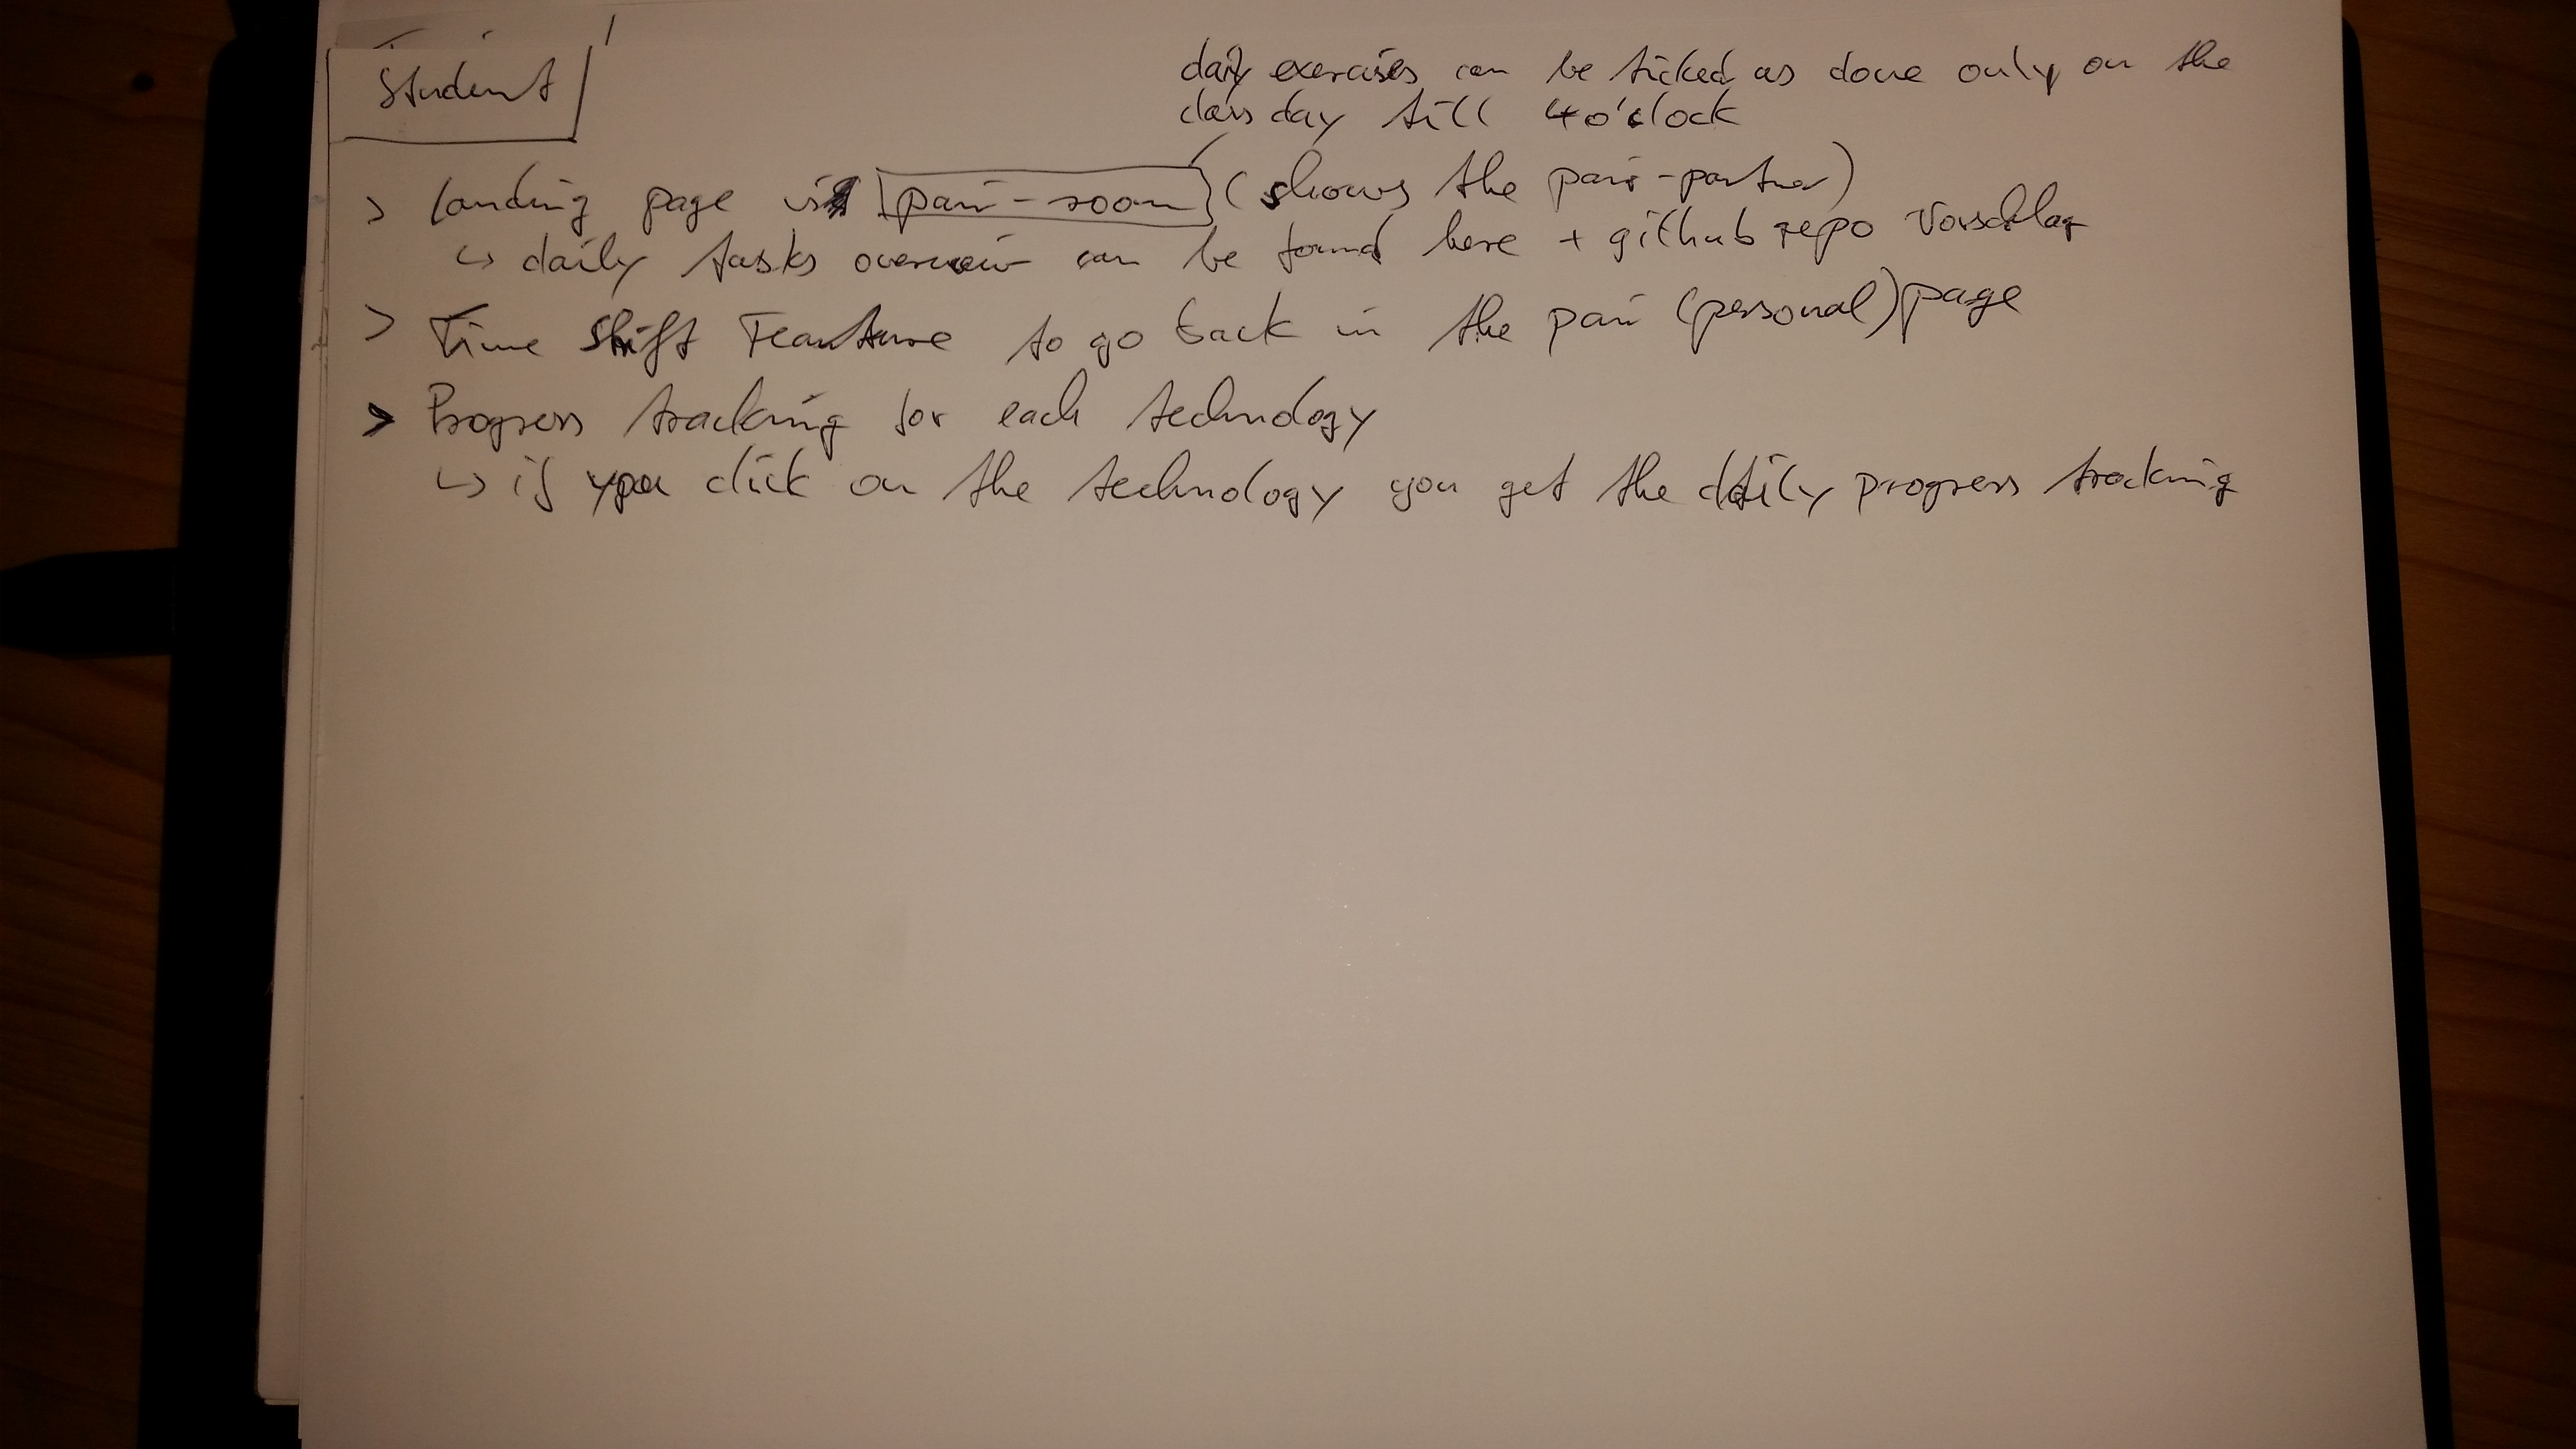 Student
daily exercises can be ticked as done only on the
class day till 4 o'clock
> landing page is pair-room (shows the pair-partner)
↳ daily tasks overview can be found here + github repo Vorschlag
> Time Shift Feature to go back in the pair (personal) page
> Progress tracking for each technology
↳ if you click on the technology you get the daily progress tracking